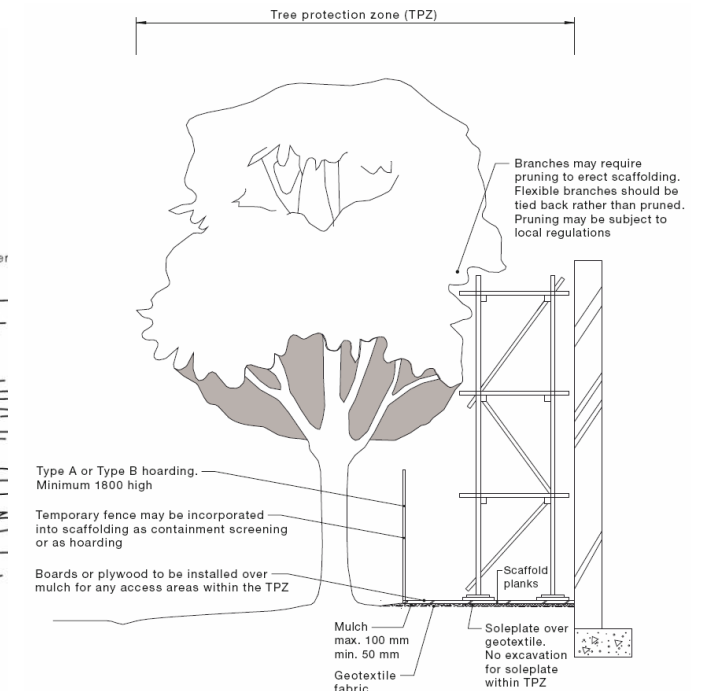 Tree protection zone (TPZ)
Branches may require
pruning to erect scaffolding.
Flexible branches should be
tied back rather than pruned.
Pruning may be subject to
local regulations
Type A or Type B hoarding.
Minimum 1800 high
Temporary fence may be incorporated
into scaffolding as containment screening
or as hoarding
Boards or plywood to be installed over
mulch for any access areas within the TPZ
Scaffold
planks
Mulch
max. 100 mm
min. 50 mm
Geotextile
fabric
Soleplate over
geotextile.
No excavation
for soleplate
within TPZ